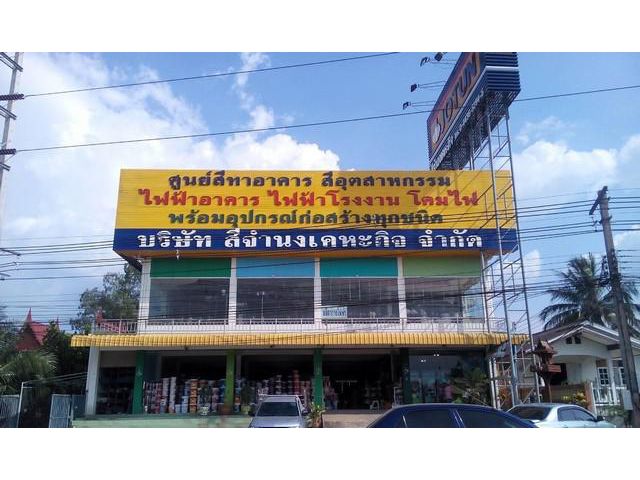 JOTUN
ศูนย์สีทาอาคาร สีอุตสาหกรรม
ไฟฟ้าอาคาร ไฟฟ้าโรงงาน โคมไฟ
พร้อมอุปกรณ์ก่อสร้างทุกชนิด
บริษัท สีจำนงเคหะกิจ จำกัด